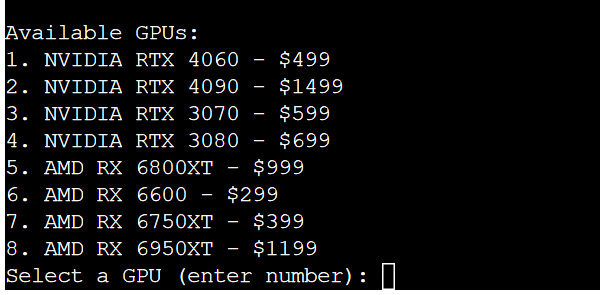 Available GPUs:
1. NVIDIA RTX 4060 – $499
2. NVIDIA RTX 4090 – $1499
3. NVIDIA RTX 3070 – $599
4. NVIDIA RTX 3080 – $699
5. AMD RX 6800XT – $999
6. AMD RX 6600 – $299
7. AMD RX 6750XT – $399
8. AMD RX 6950XT – $1199
Select a GPU (enter number):